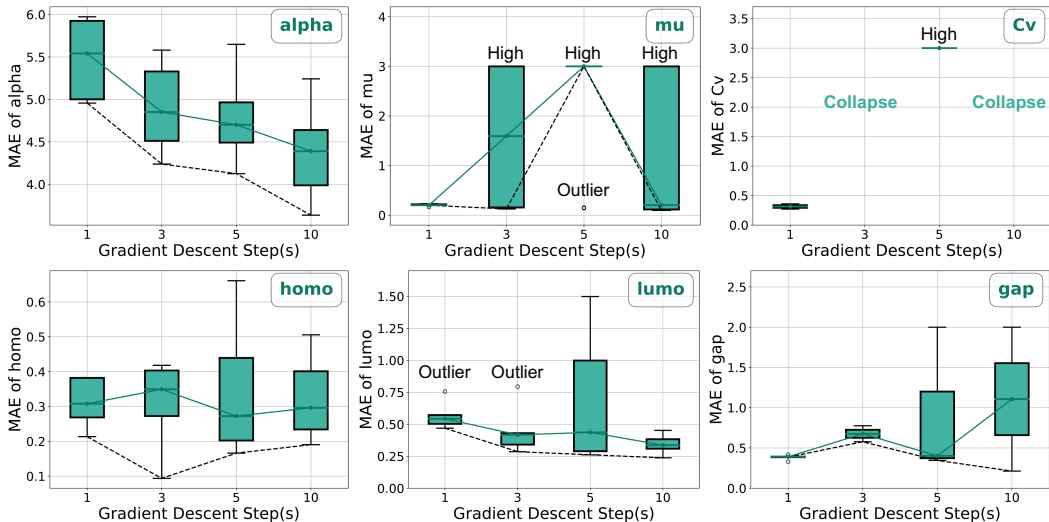 alpha
MAE of alpha
6.0
5.5
5.0
4.5
4.0
1
3
5
10
Gradient Descent Step(s)
mu
MAE of mu
4
3
2
1
0
High
High
High
Outlier
1
3
5
10
Gradient Descent Step(s)
Cv
MAE of Cv
3.5
3.0
2.5
2.0
1.5
1.0
0.5
0.0
High
Collapse
Collapse
1
3
5
10
Gradient Descent Step(s)
homo
MAE of homo
0.6
0.5
0.4
0.3
0.2
0.1
1
3
5
10
Gradient Descent Step(s)
lumo
MAE of lumo
1.50
1.25
1.00
0.75
0.50
0.25
0.00
Outlier
Outlier
1
3
5
10
Gradient Descent Step(s)
gap
MAE of gap
2.5
2.0
1.5
1.0
0.5
0.0
1
3
5
10
Gradient Descent Step(s)